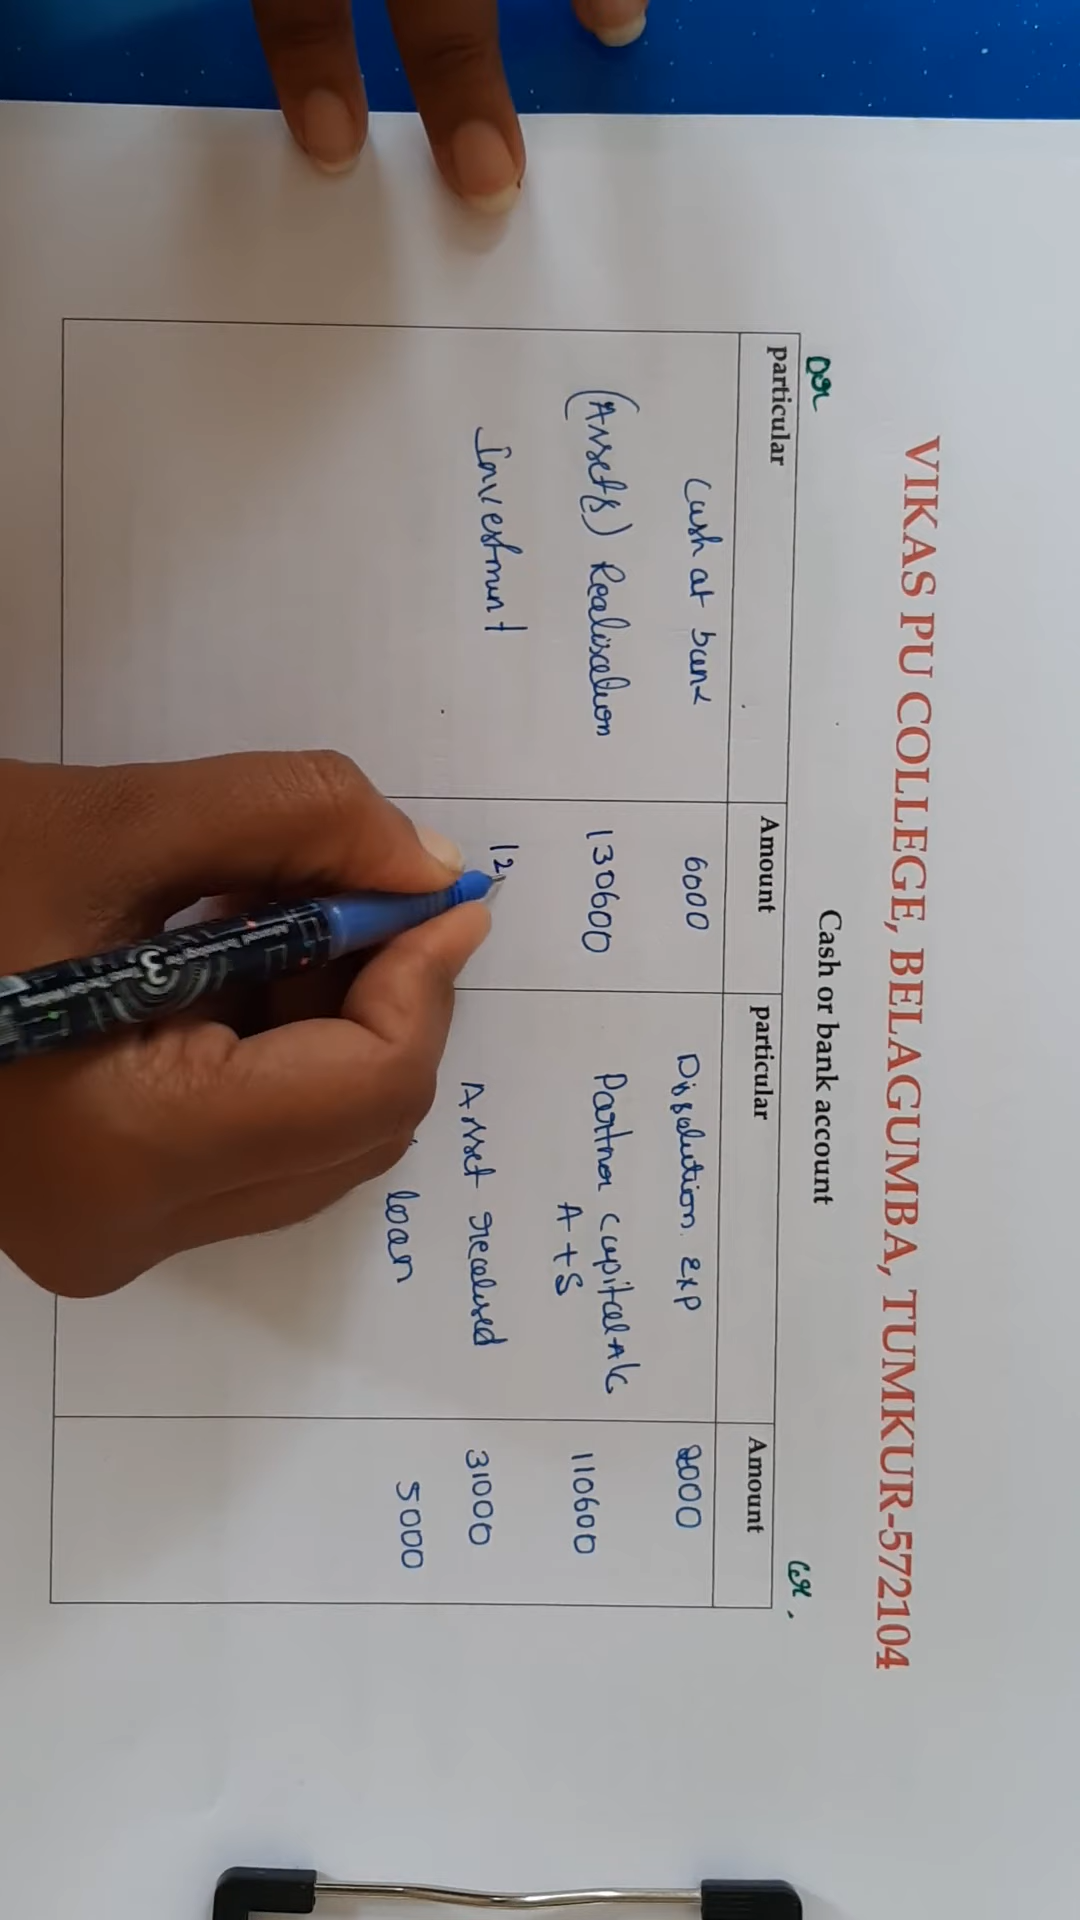 VIKAS PU COLLEGE, BELAGUMBA, TUMKUR-572104
Cash or bank account
Dr Cr.
particular Amount particular Amount
Cash at bank 6000 Dissolution Exp 2000
(Assets) Realisation 130600 Partner capital A/c 110600
A + S
Investment 12 Asset realised 31000
loan 5000